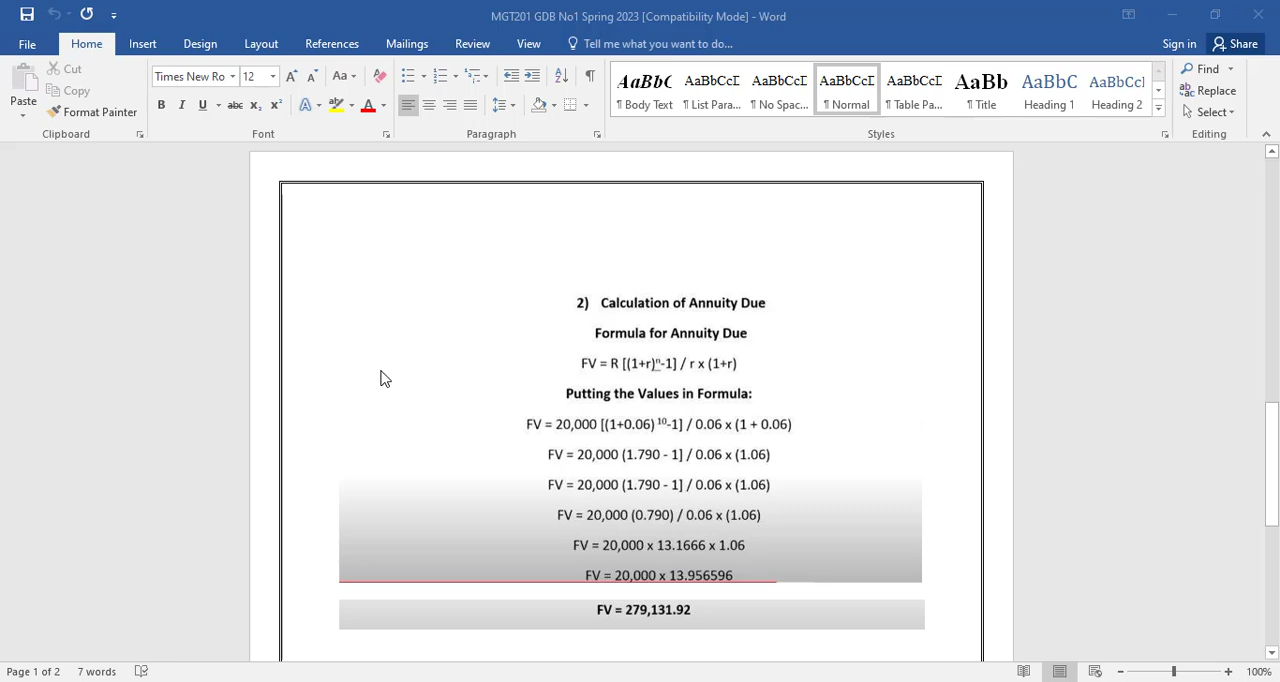 MGT201 GDB No1 Spring 2023 [Compatibility Mode] - Word
File Home Insert Design Layout References Mailings Review View Tell me what you want to do... Sign in Share
Paste Cut Copy Format Painter
Times New Ro 12
AaBbC AaBbCcD AaBbCcD AaBbCcD AaBbCcD AaBb AaBbC AaBbCcl
¶ Body Text ¶ List Para... ¶ No Spac... ¶ Normal ¶ Table Pa... ¶ Title Heading 1 Heading 2
Find Replace Select
Clipboard Font Paragraph Styles Editing
2) Calculation of Annuity Due
Formula for Annuity Due
FV = R [(1+r)ⁿ-1] / r x (1+r)
Putting the Values in Formula:
FV = 20,000 [(1+0.06) ¹⁰-1] / 0.06 x (1 + 0.06)
FV = 20,000 (1.790 - 1] / 0.06 x (1.06)
FV = 20,000 (1.790 - 1] / 0.06 x (1.06)
FV = 20,000 (0.790) / 0.06 x (1.06)
FV = 20,000 x 13.1666 x 1.06
FV = 20,000 x 13.956596
FV = 279,131.92
Page 1 of 2 7 words 100%